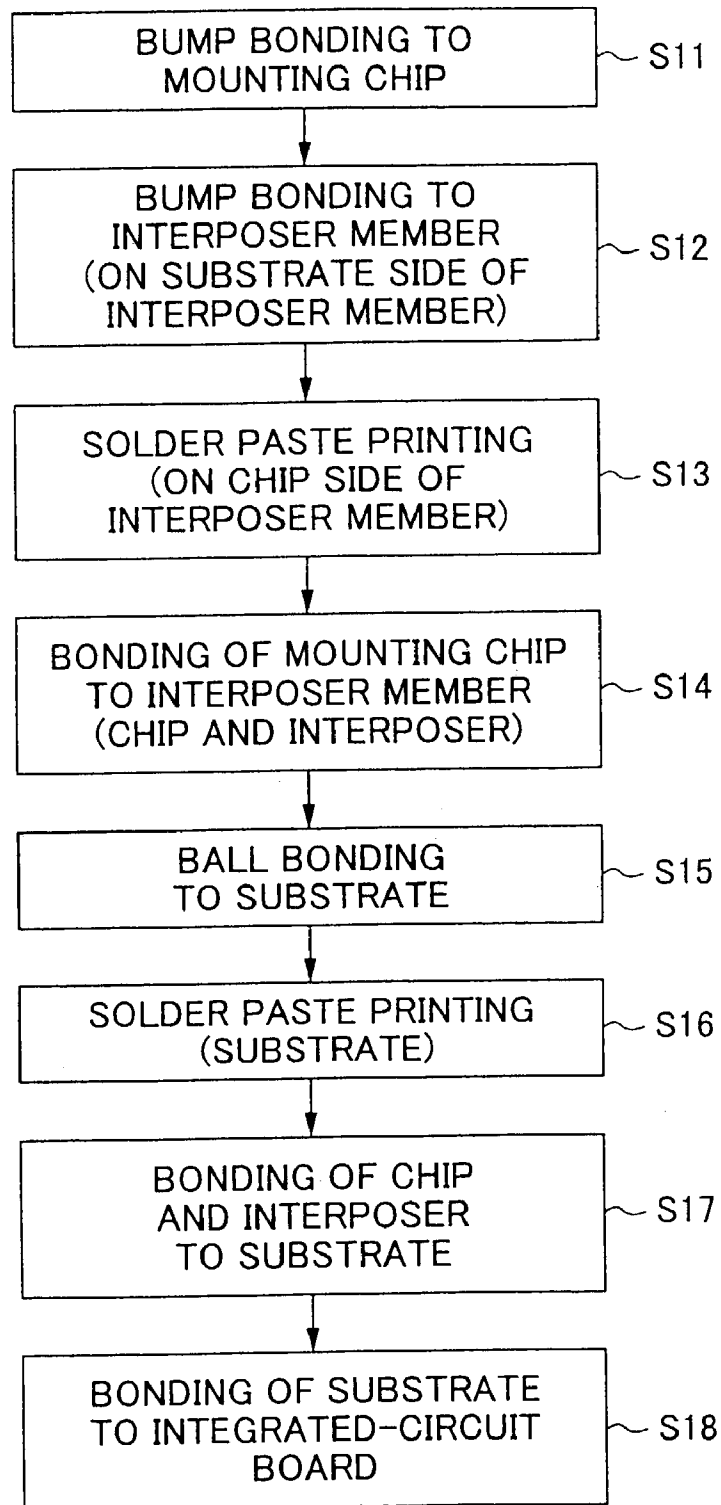 BUMP BONDING TO
MOUNTING CHIP
S11
BUMP BONDING TO
INTERPOSER MEMBER
(ON SUBSTRATE SIDE OF
INTERPOSER MEMBER)
S12
SOLDER PASTE PRINTING
(ON CHIP SIDE OF
INTERPOSER MEMBER)
S13
BONDING OF MOUNTING CHIP
TO INTERPOSER MEMBER
(CHIP AND INTERPOSER)
S14
BALL BONDING
TO SUBSTRATE
S15
SOLDER PASTE PRINTING
(SUBSTRATE)
S16
BONDING OF CHIP
AND INTERPOSER
TO SUBSTRATE
S17
BONDING OF SUBSTRATE
TO INTEGRATED-CIRCUIT
BOARD
S18